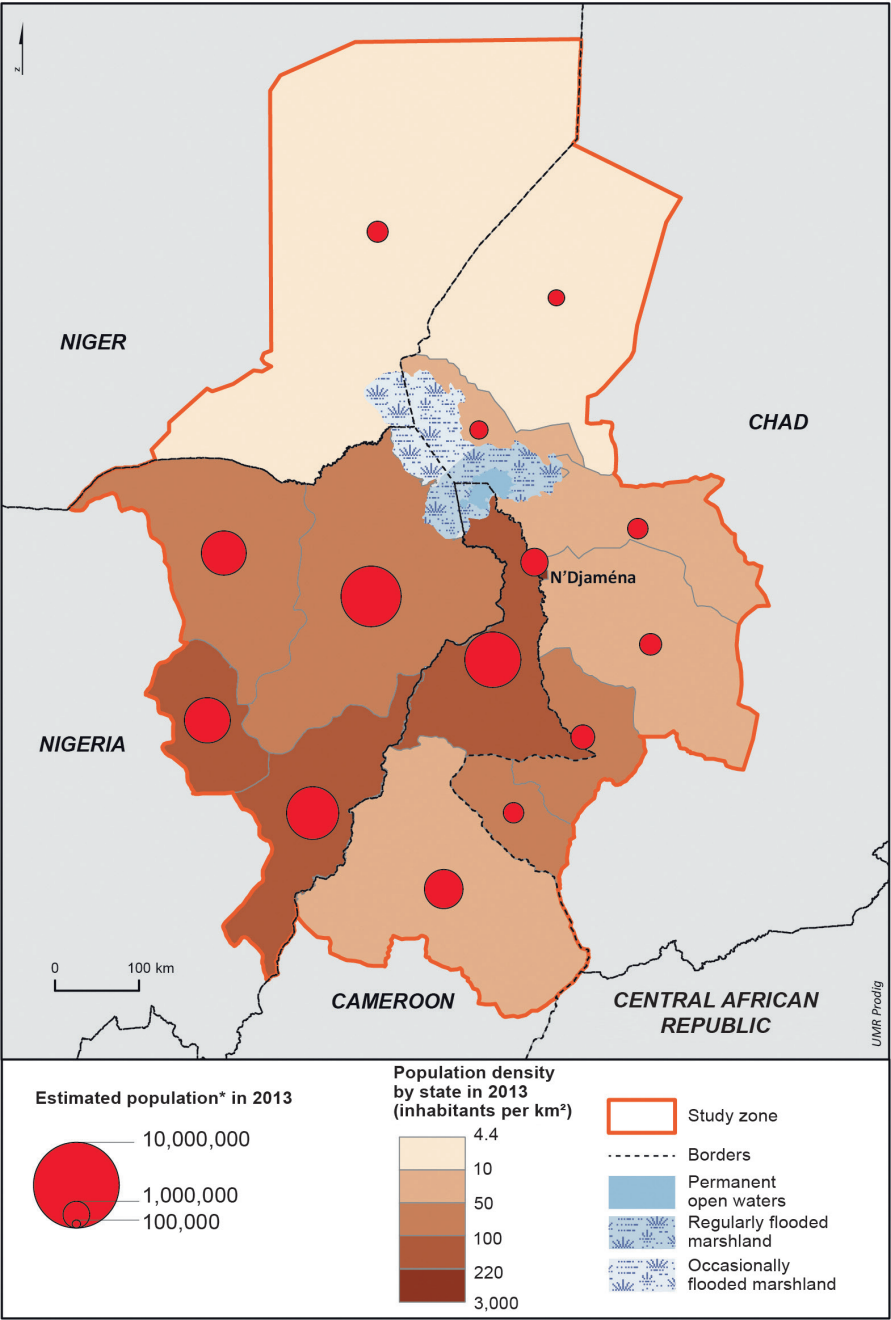 N
NIGER
CHAD
N'Djaména
NIGERIA
0 100 km
CAMEROON
CENTRAL AFRICAN
REPUBLIC
UMR Prodig
Estimated population* in 2013
10,000,000
1,000,000
100,000
Population density
by state in 2013
(inhabitants per km²)
4.4
10
50
100
220
3,000
Study zone
Borders
Permanent
open waters
Regularly flooded
marshland
Occasionally
flooded marshland